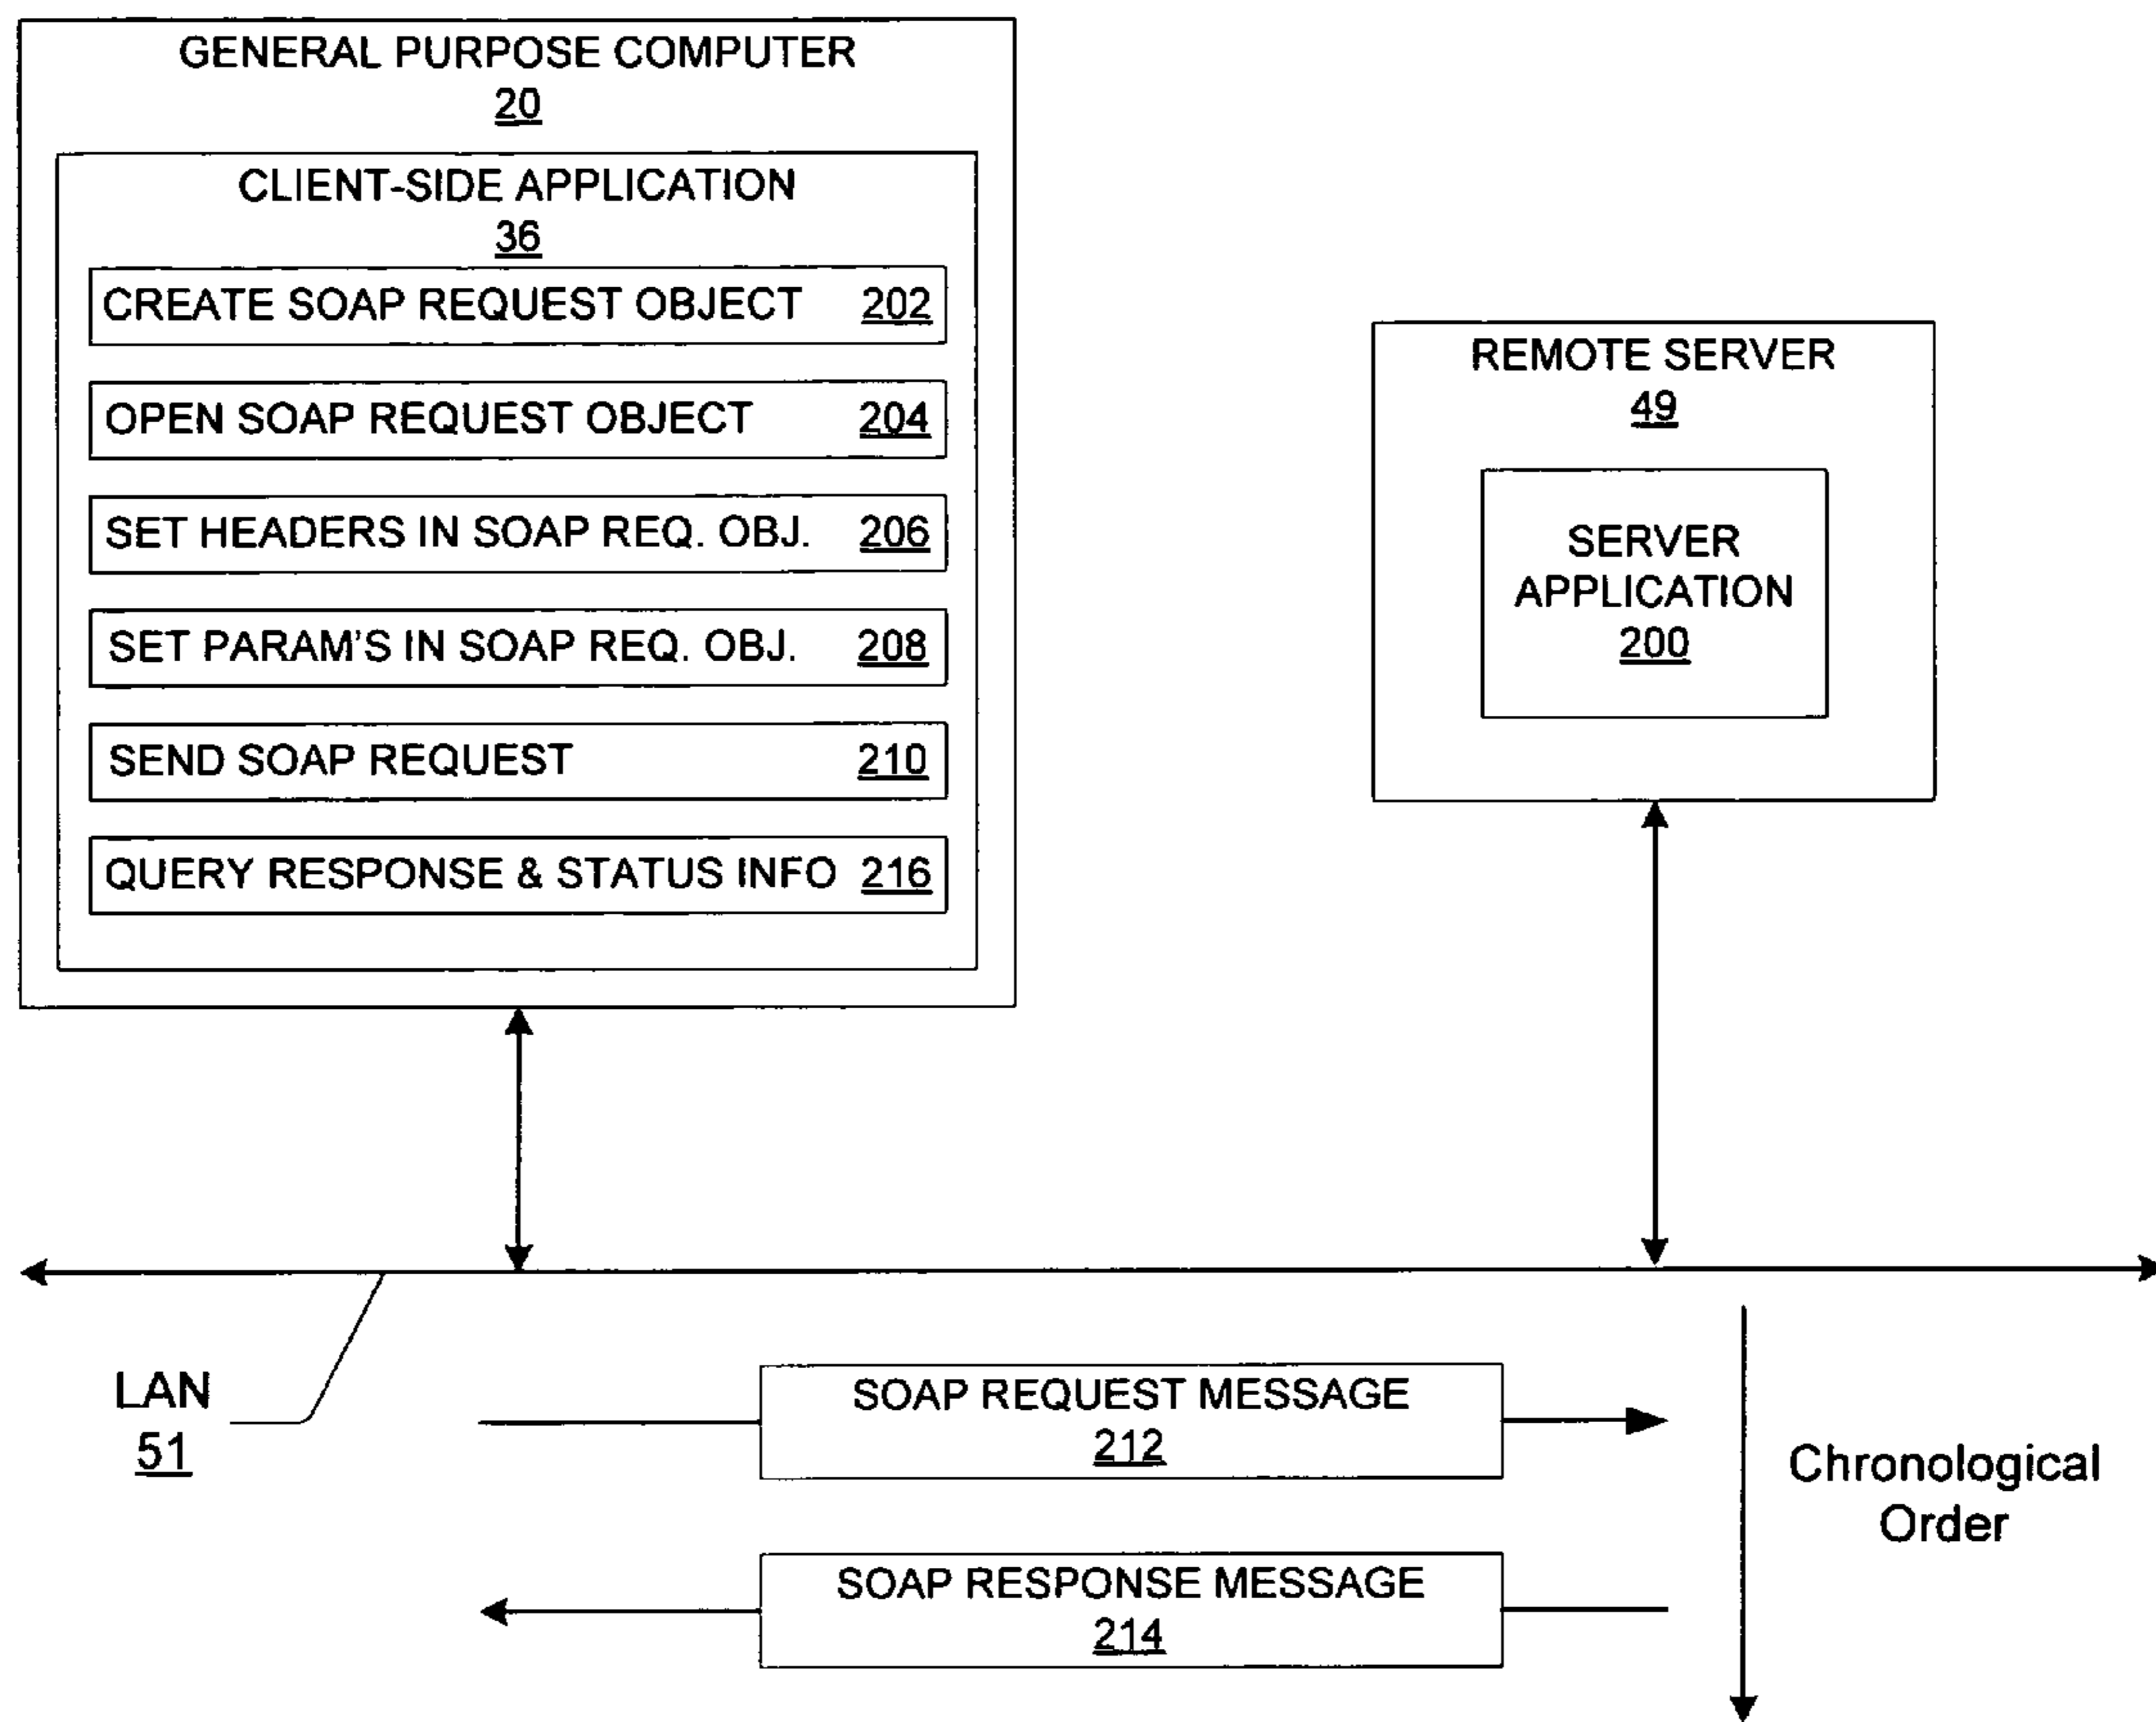 GENERAL PURPOSE COMPUTER
20
CLIENT-SIDE APPLICATION
36
CREATE SOAP REQUEST OBJECT 202
OPEN SOAP REQUEST OBJECT 204
SET HEADERS IN SOAP REQ. OBJ. 206
SET PARAM'S IN SOAP REQ. OBJ. 208
SEND SOAP REQUEST 210
QUERY RESPONSE & STATUS INFO 216
REMOTE SERVER
49
SERVER
APPLICATION
200
LAN
51
SOAP REQUEST MESSAGE
212
SOAP RESPONSE MESSAGE
214
Chronological
Order